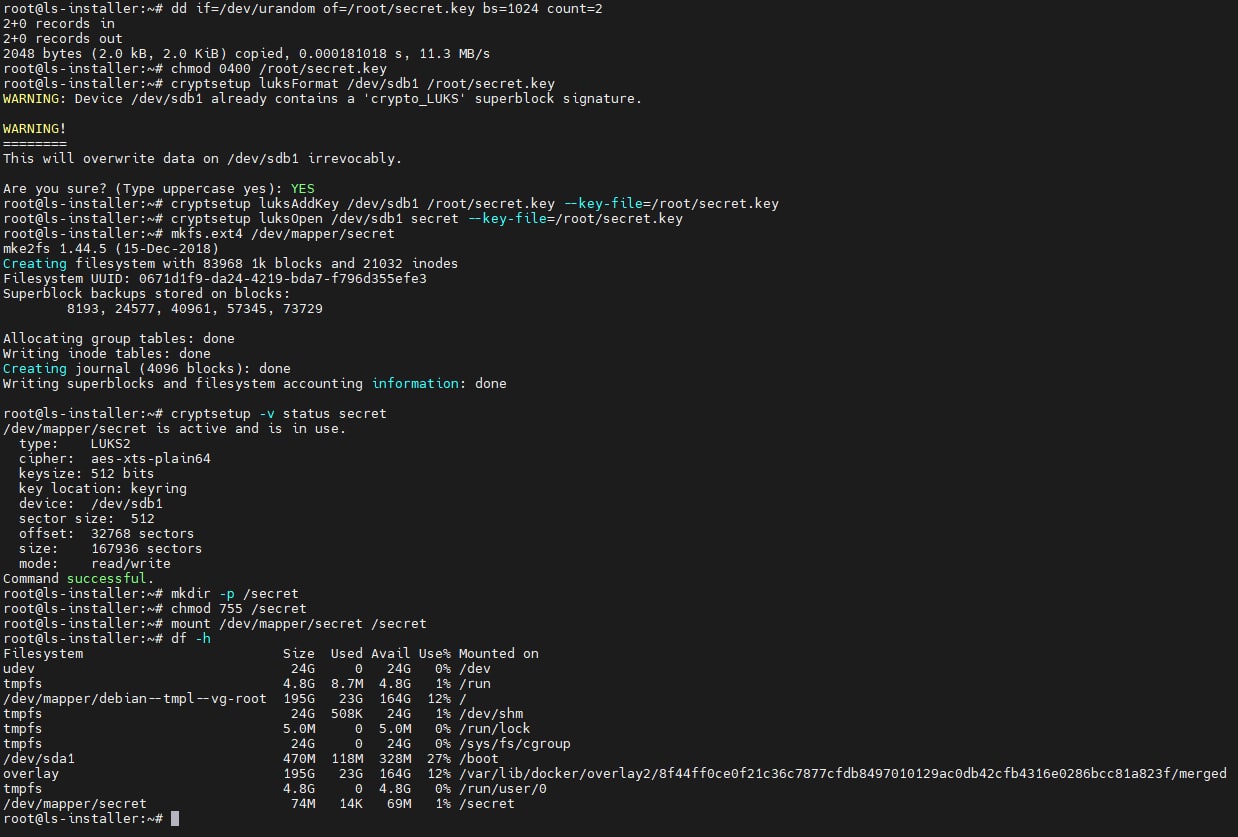 root@ls-installer:~# dd if=/dev/urandom of=/root/secret.key bs=1024 count=2
2+0 records in
2+0 records out
2048 bytes (2.0 kB, 2.0 KiB) copied, 0.000181018 s, 11.3 MB/s
root@ls-installer:~# chmod 0400 /root/secret.key
root@ls-installer:~# cryptsetup luksFormat /dev/sdb1 /root/secret.key
WARNING: Device /dev/sdb1 already contains a 'crypto_LUKS' superblock signature.

WARNING!
========
This will overwrite data on /dev/sdb1 irrevocably.

Are you sure? (Type uppercase yes): YES
root@ls-installer:~# cryptsetup luksAddKey /dev/sdb1 /root/secret.key --key-file=/root/secret.key
root@ls-installer:~# cryptsetup luksOpen /dev/sdb1 secret --key-file=/root/secret.key
root@ls-installer:~# mkfs.ext4 /dev/mapper/secret
mke2fs 1.44.5 (15-Dec-2018)
Creating filesystem with 83968 1k blocks and 21032 inodes
Filesystem UUID: 0671d1f9-da24-4219-bda7-f796d355efe3
Superblock backups stored on blocks:
        8193, 24577, 40961, 57345, 73729

Allocating group tables: done
Writing inode tables: done
Creating journal (4096 blocks): done
Writing superblocks and filesystem accounting information: done

root@ls-installer:~# cryptsetup -v status secret
/dev/mapper/secret is active and is in use.
  type:    LUKS2
  cipher:  aes-xts-plain64
  keysize: 512 bits
  key location: keyring
  device:  /dev/sdb1
  sector size:  512
  offset:  32768 sectors
  size:    167936 sectors
  mode:    read/write
Command successful.
root@ls-installer:~# mkdir -p /secret
root@ls-installer:~# chmod 755 /secret
root@ls-installer:~# mount /dev/mapper/secret /secret
root@ls-installer:~# df -h
Filesystem                         Size  Used Avail Use% Mounted on
udev                                24G     0   24G   0% /dev
tmpfs                              4.8G  8.7M  4.8G   1% /run
/dev/mapper/debian--tmpl--vg-root  195G   23G  164G  12% /
tmpfs                               24G  508K   24G   1% /dev/shm
tmpfs                              5.0M     0  5.0M   0% /run/lock
tmpfs                               24G     0   24G   0% /sys/fs/cgroup
/dev/sda1                          470M  118M  328M  27% /boot
overlay                            195G   23G  164G  12% /var/lib/docker/overlay2/8f44ff0ce0f21c36c7877cfdb8497010129ac0db42cfb4316e0286bcc81a823f/merged
tmpfs                              4.8G     0  4.8G   0% /run/user/0
/dev/mapper/secret                  74M   14K   69M   1% /secret
root@ls-installer:~#